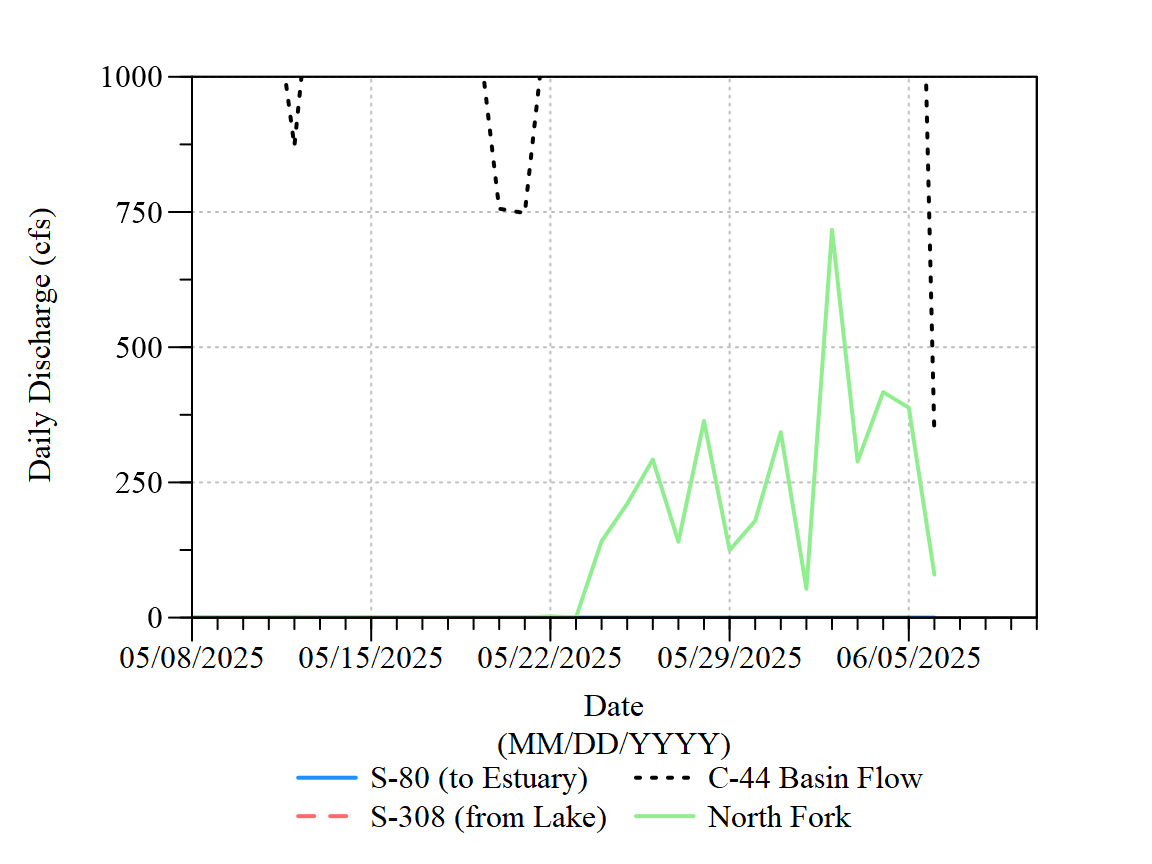 1000
750
500
250
0
Daily Discharge (cfs)
05/08/2025 05/15/2025 05/22/2025 05/29/2025 06/05/2025
Date
(MM/DD/YYYY)
S-80 (to Estuary) C-44 Basin Flow
S-308 (from Lake) North Fork